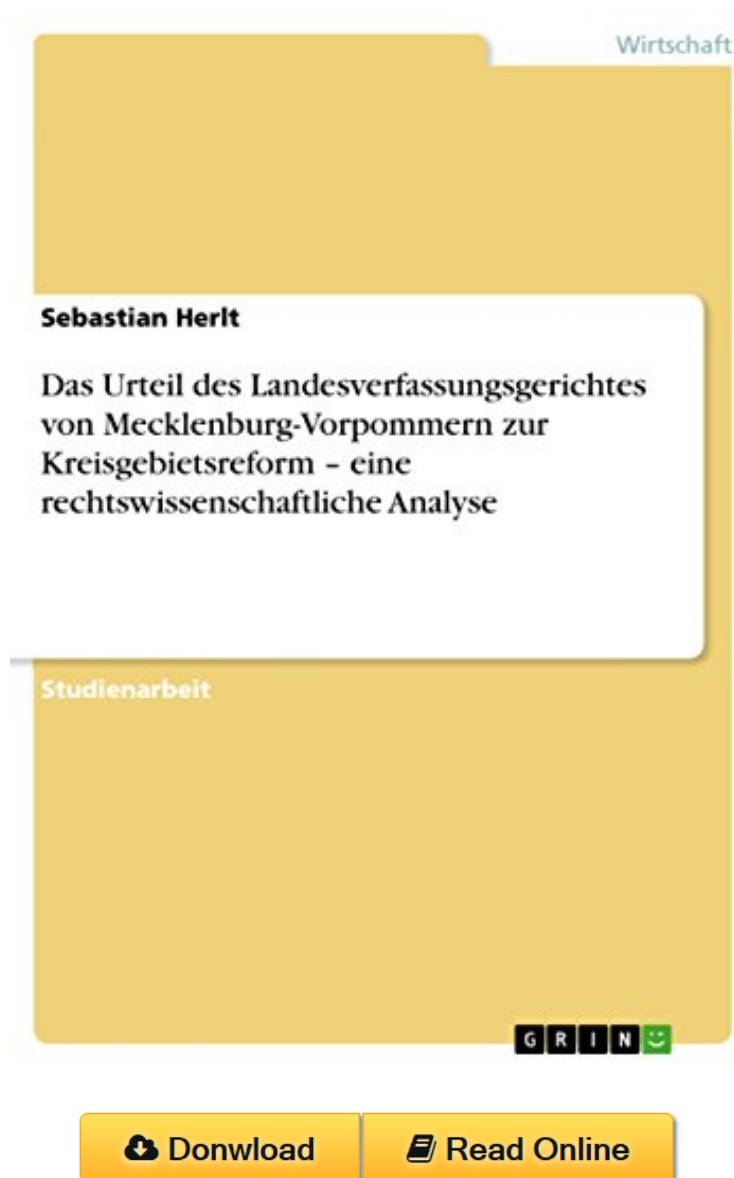 Wirtschaft
Sebastian Herlt
Das Urteil des Landesverfassungsgerichtes
von Mecklenburg-Vorpommern zur
Kreisgebietsreform – eine
rechtswissenschaftliche Analyse
Studienarbeit
GRIN
Donwload
Read Online